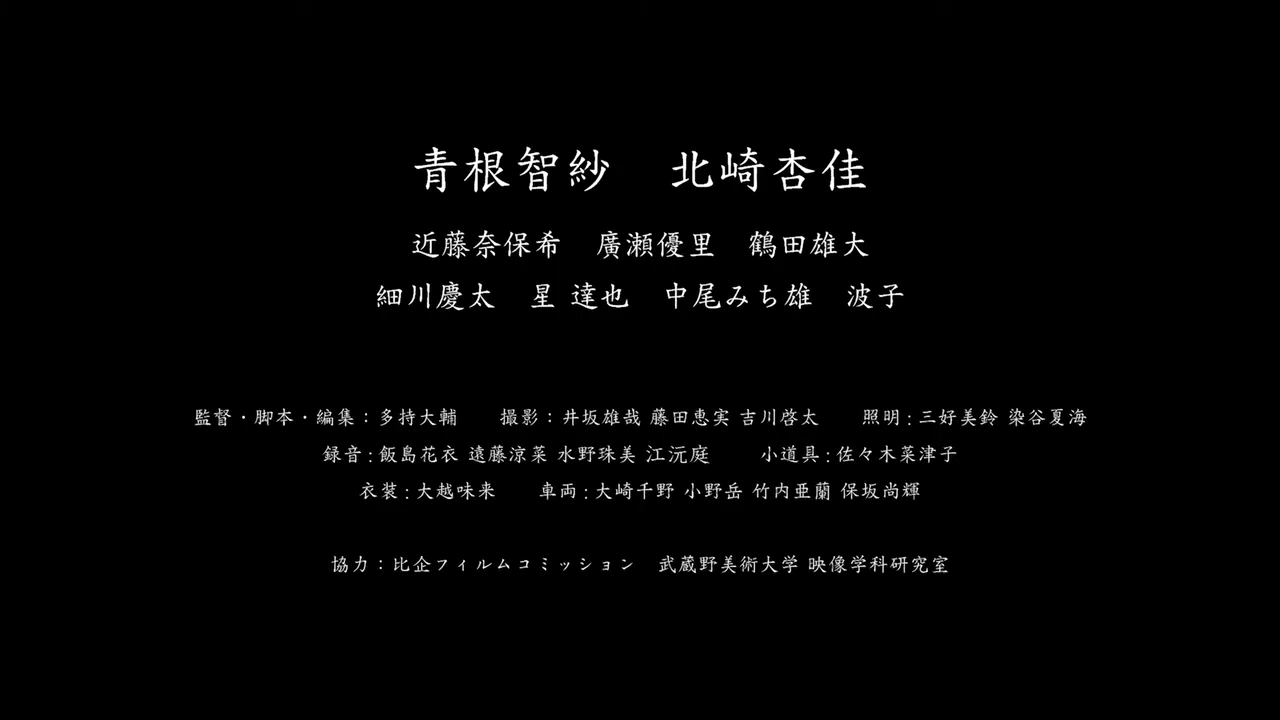 青根智紗　北崎杏佳
近藤奈保希　廣瀬優里　鶴田雄大
細川慶太　星 達也　中尾みち雄　波子
監督・脚本・編集：多持大輔　撮影：井坂雄哉 藤田恵実 吉川啓太　照明：三好美鈴 染谷夏海
録音：飯島花衣 遠藤涼菜 水野珠美 江沅庭　小道具：佐々木菜津子
衣装：大越味来　車両：大崎千野 小野岳 竹内亜蘭 保坂尚輝
協力：比企フィルムコミッション　武蔵野美術大学 映像学科研究室